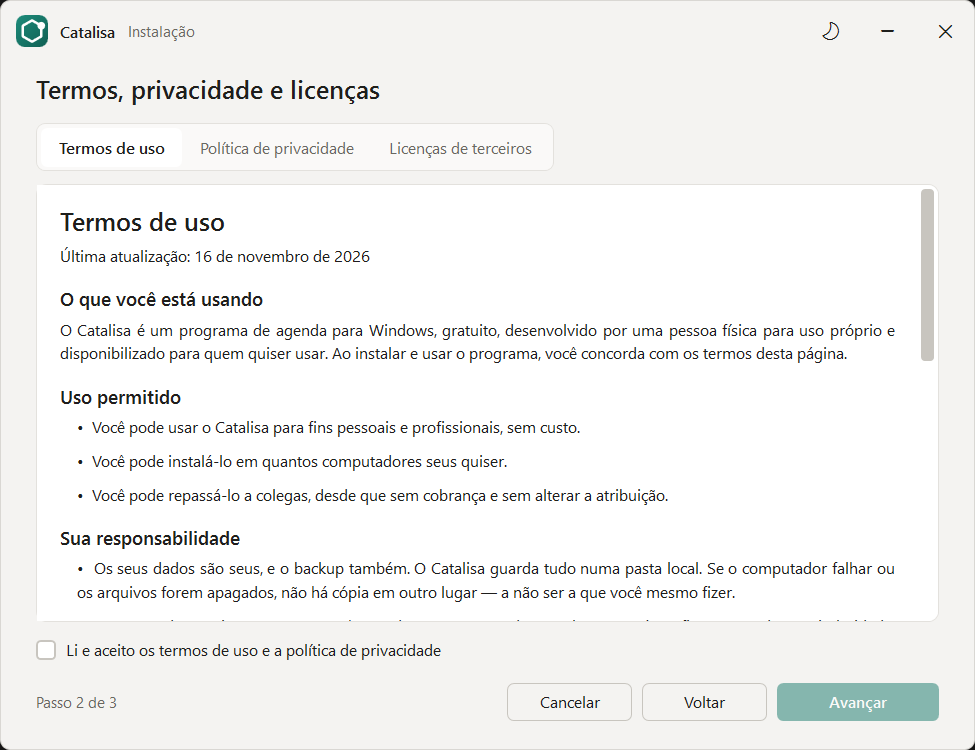 Catalisa Instalação
Termos, privacidade e licenças
Termos de uso Política de privacidade Licenças de terceiros
Termos de uso
Última atualização: 16 de novembro de 2026
O que você está usando
O Catalisa é um programa de agenda para Windows, gratuito, desenvolvido por uma pessoa física para uso próprio e
disponibilizado para quem quiser usar. Ao instalar e usar o programa, você concorda com os termos desta página.
Uso permitido
• Você pode usar o Catalisa para fins pessoais e profissionais, sem custo.
• Você pode instalá-lo em quantos computadores seus quiser.
• Você pode repassá-lo a colegas, desde que sem cobrança e sem alterar a atribuição.
Sua responsabilidade
• Os seus dados são seus, e o backup também. O Catalisa guarda tudo numa pasta local. Se o computador falhar ou
os arquivos forem apagados, não há cópia em outro lugar — a não ser a que você mesmo fizer.
Li e aceito os termos de uso e a política de privacidade
Passo 2 de 3
Cancelar Voltar Avançar